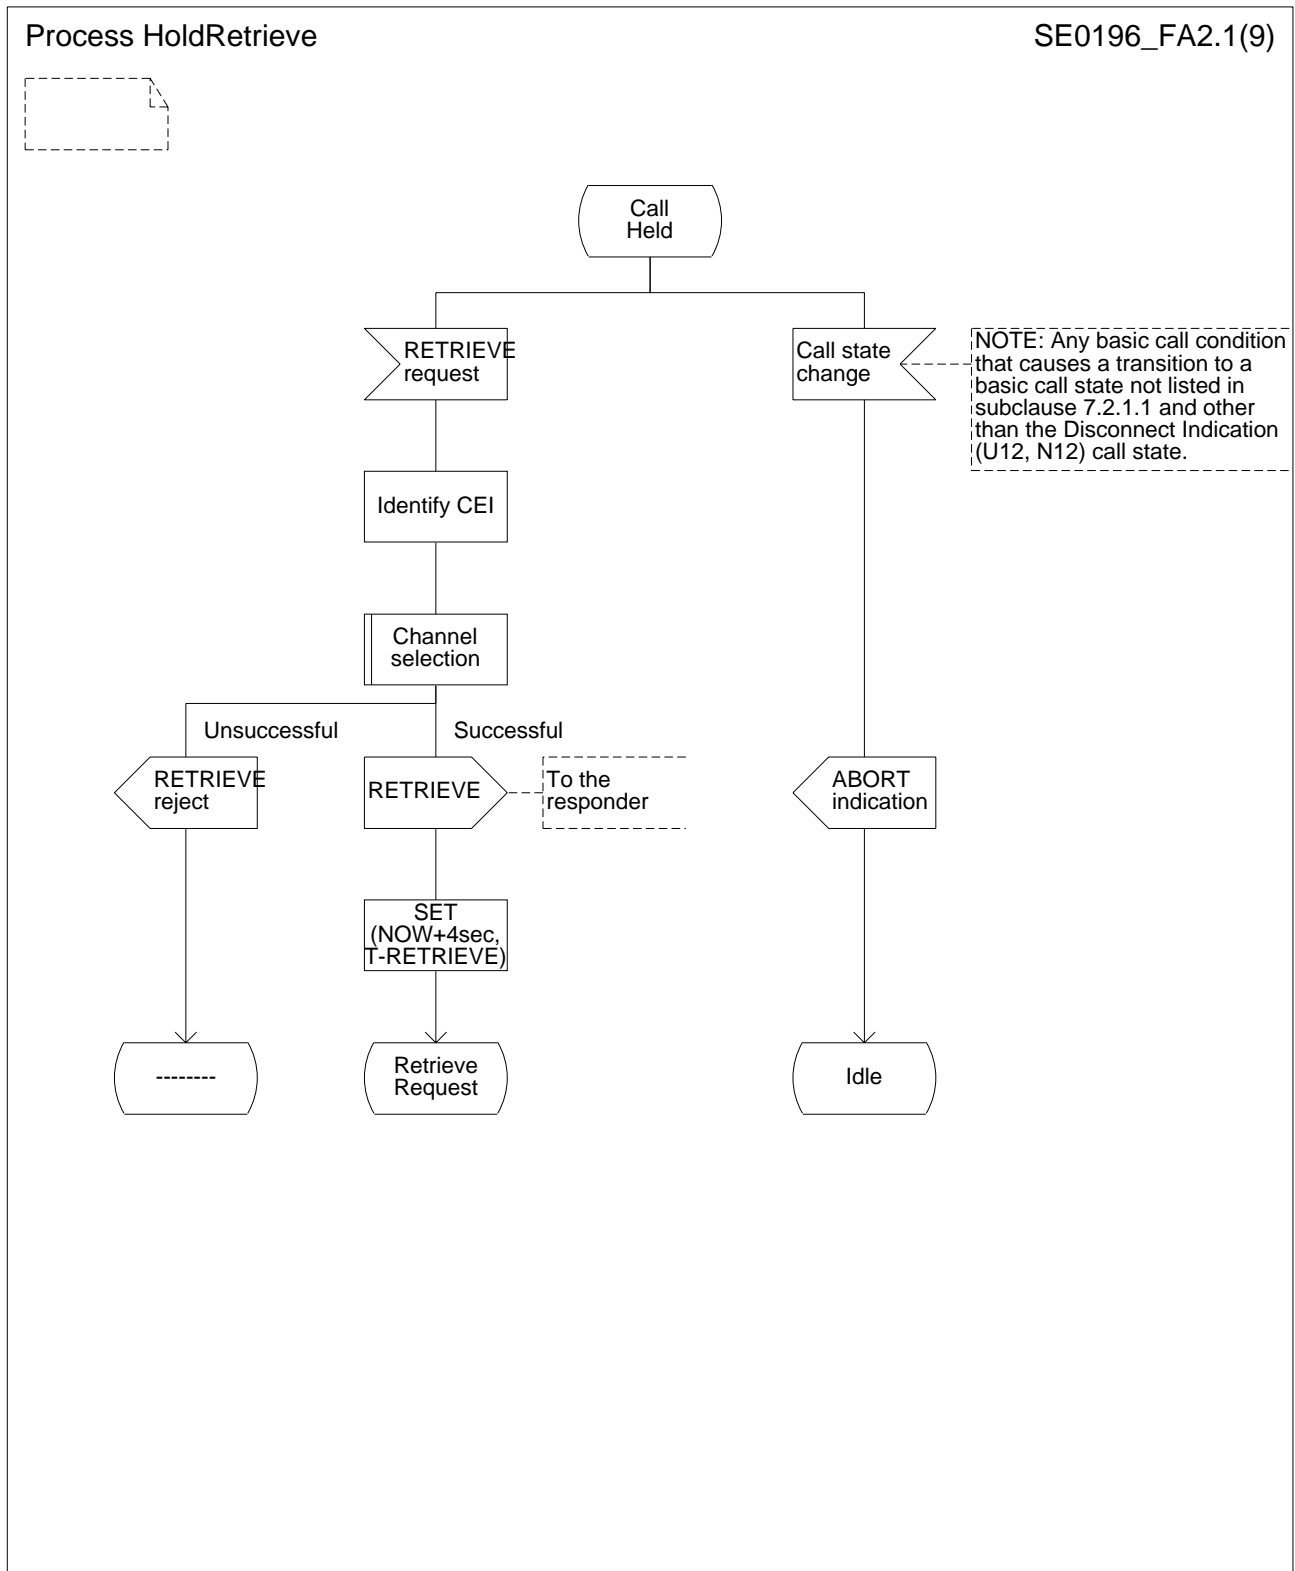 Process HoldRetrieve
SE0196_FA2.1(9)
Call
Held
RETRIEVE
request
Call state
change
NOTE: Any basic call condition
that causes a transition to a
basic call state not listed in
subclause 7.2.1.1 and other
than the Disconnect Indication
(U12, N12) call state.
Identify CEI
Channel
selection
Unsuccessful
Successful
RETRIEVE
reject
RETRIEVE
To the
responder
ABORT
indication
SET
(NOW+4sec,
T-RETRIEVE)
--------
Retrieve
Request
Idle